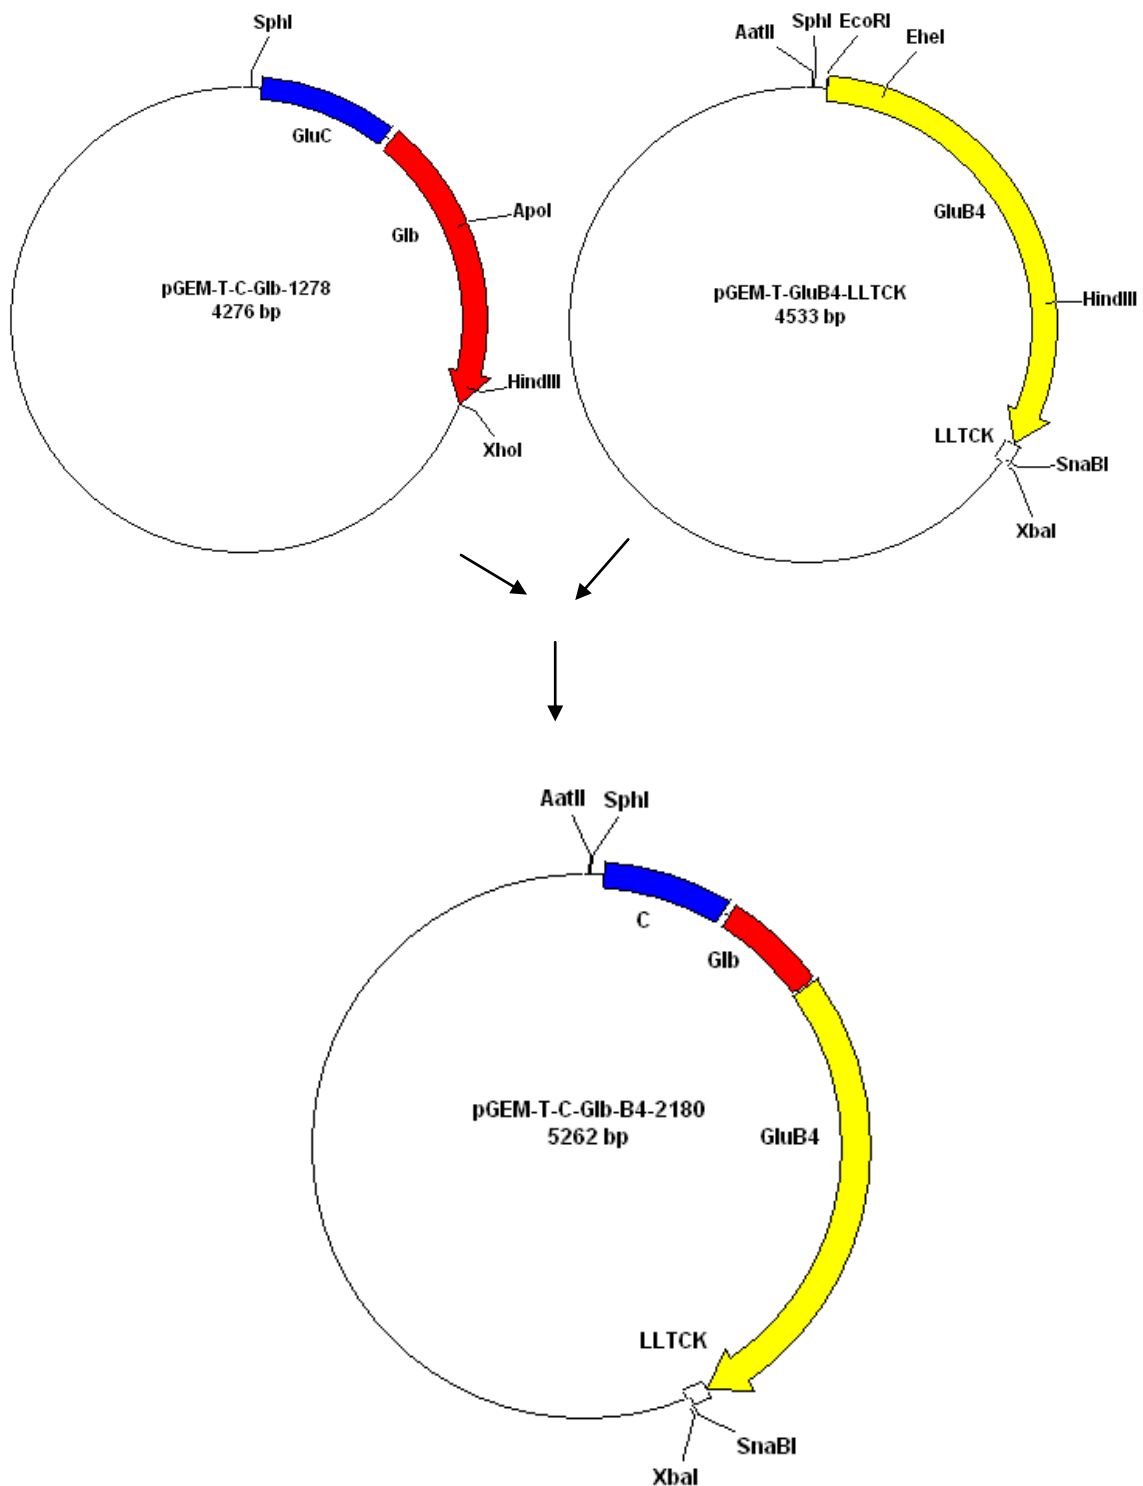 SphI
GluC
Glb
ApoI
pGEM-T-C-Glb-1278
4276 bp
HindIII
XhoI
AatII
SphI
EcoRI
EheI
GluB4
pGEM-T-GluB4-LLTCK
4533 bp
HindIII
LLTCK
SnaBI
XbaI
AatII
SphI
C
Glb
pGEM-T-C-Glb-B4-2180
5262 bp
GluB4
LLTCK
SnaBI
XbaI